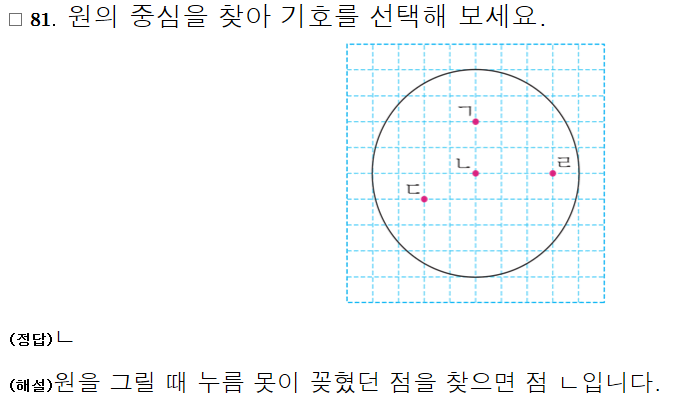 □ 81. 원의 중심을 찾아 기호를 선택해 보세요.
ㄱ
ㄴ
ㄹ
ㄷ
(정답)ㄴ
(해설)원을 그릴 때 누름 못이 꽂혔던 점을 찾으면 점 ㄴ입니다.